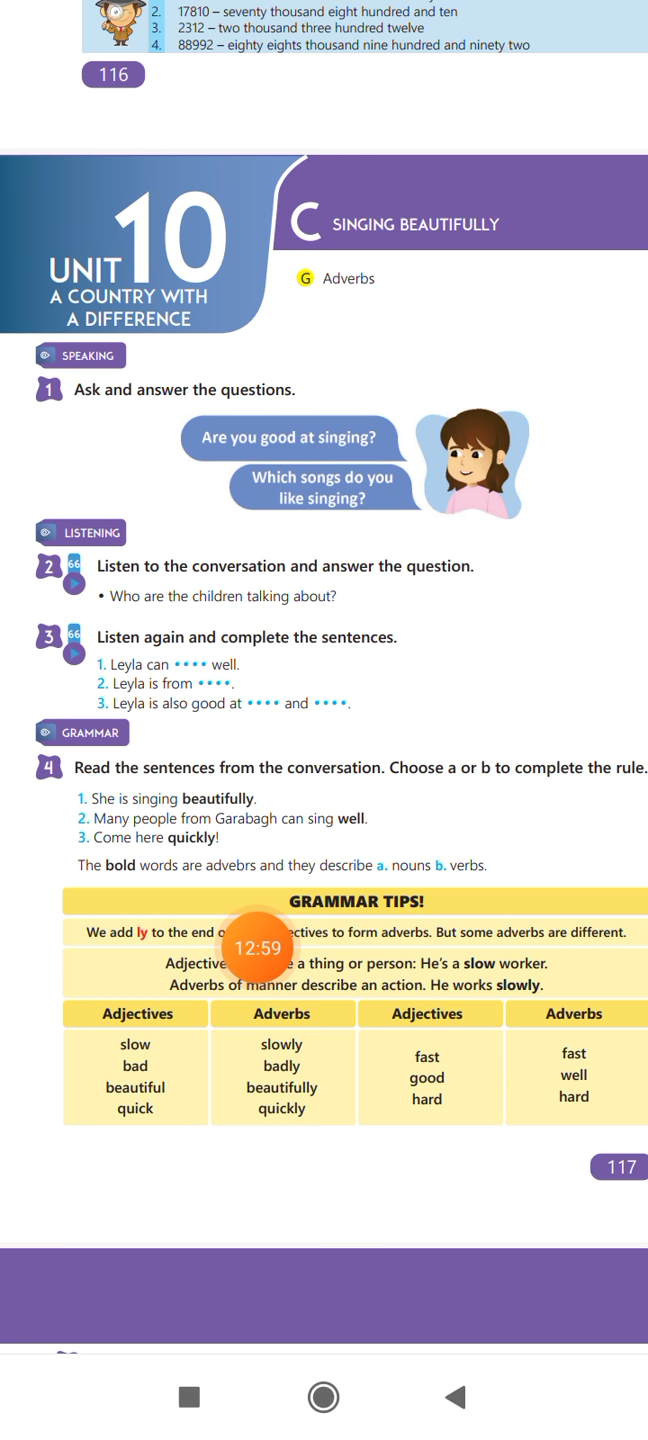 2. 17810 – seventy thousand eight hundred and ten
3. 2312 – two thousand three hundred twelve
4. 88992 – eighty eights thousand nine hundred and ninety two
116
UNIT 10
A COUNTRY WITH
A DIFFERENCE
C SINGING BEAUTIFULLY
G Adverbs
SPEAKING
1 Ask and answer the questions.
Are you good at singing?
Which songs do you
like singing?
LISTENING
2 66 Listen to the conversation and answer the question.
• Who are the children talking about?
3 66 Listen again and complete the sentences.
1. Leyla can •••• well.
2. Leyla is from ••••.
3. Leyla is also good at •••• and ••••.
GRAMMAR
4 Read the sentences from the conversation. Choose a or b to complete the rule.
1. She is singing beautifully.
2. Many people from Garabagh can sing well.
3. Come here quickly!
The bold words are advebrs and they describe a. nouns b. verbs.
GRAMMAR TIPS!
We add ly to the end to form adverbs. But some adverbs are different.
12:59
a thing or person: He's a slow worker.
Adverbs of manner describe an action. He works slowly.
Adjectives Adverbs Adjectives Adverbs
slow slowly fast fast
bad badly good well
beautiful beautifully hard hard
quick quickly
117